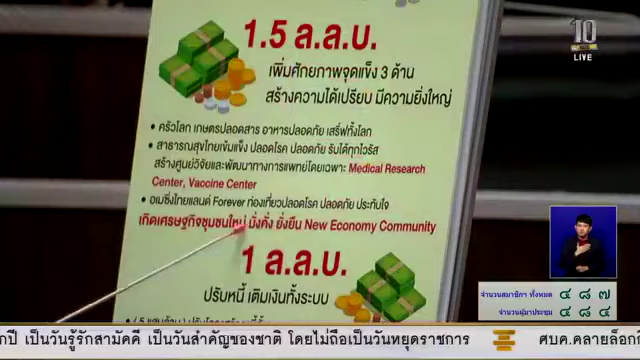 10
LIVE
1.5 ล.ล.บ.
เพิ่มศักยภาพจุดแข็ง 3 ด้าน
สร้างความได้เปรียบ มีความยิ่งใหญ่
• ครัวโลก เกษตรปลอดสาร อาหารปลอดภัย เสิร์ฟทั้งโลก
• สาธารณสุขไทยเข้มแข็ง ปลอดโรค ปลอดภัย รับได้ทุกไวรัส
สร้างศูนย์วิจัยและพัฒนาทางการแพทย์โดยเฉพาะ Medical Research
Center, Vaccine Center
• อเมซิ่งไทยแลนด์ Forever ท่องเที่ยวปลอดโรค ปลอดภัย ประทับใจ
เกิดเศรษฐกิจชุมชนใหม่ มั่งคั่ง ยั่งยืน New Economy Community
1 ล.ล.บ.
ปรับหนี้ เติมเงินทั้งระบบ
จำนวนสมาชิกฯ ทั้งหมด ๔๘๗
จำนวนผู้มาประชุม ๔๘๔
กปี เป็นวันรู้รักสามัคคี เป็นวันสำคัญของชาติ โดยไม่ถือเป็นวันหยุดราชการ
ศบค.คลายล็อกกิ